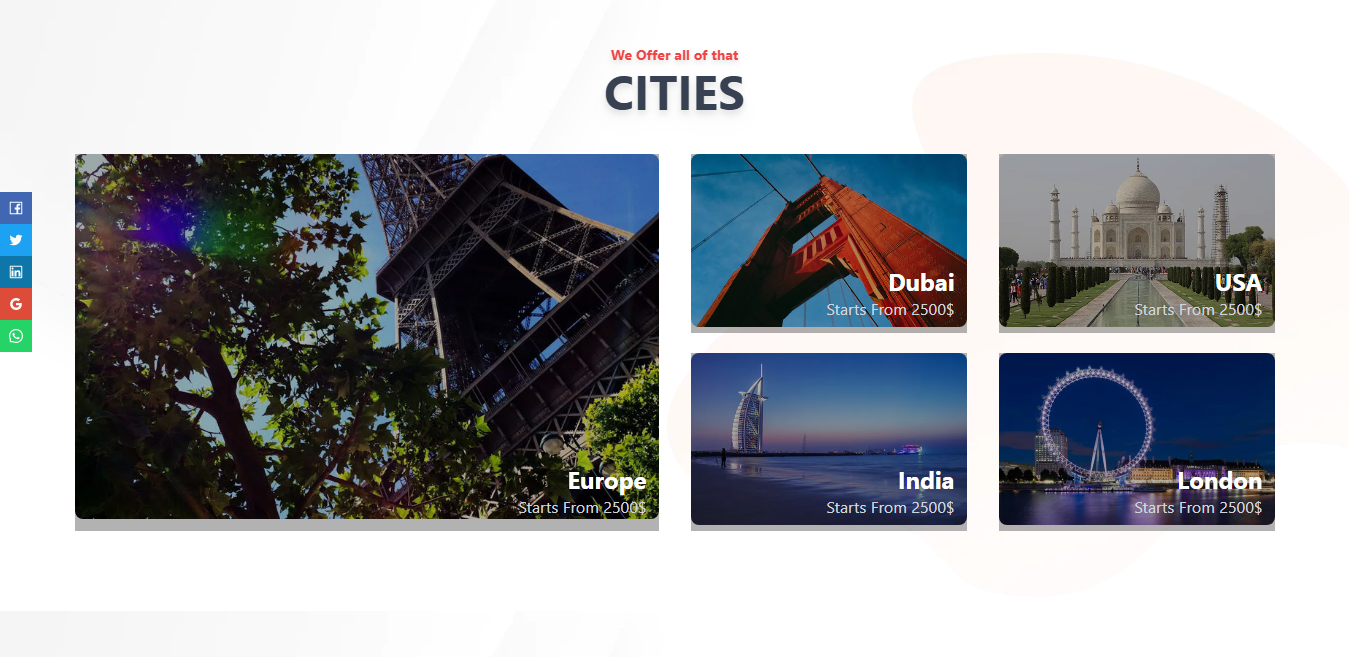 We Offer all of that
CITIES
Europe
Starts From 2500$
Dubai
Starts From 2500$
USA
Starts From 2500$
India
Starts From 2500$
London
Starts From 2500$